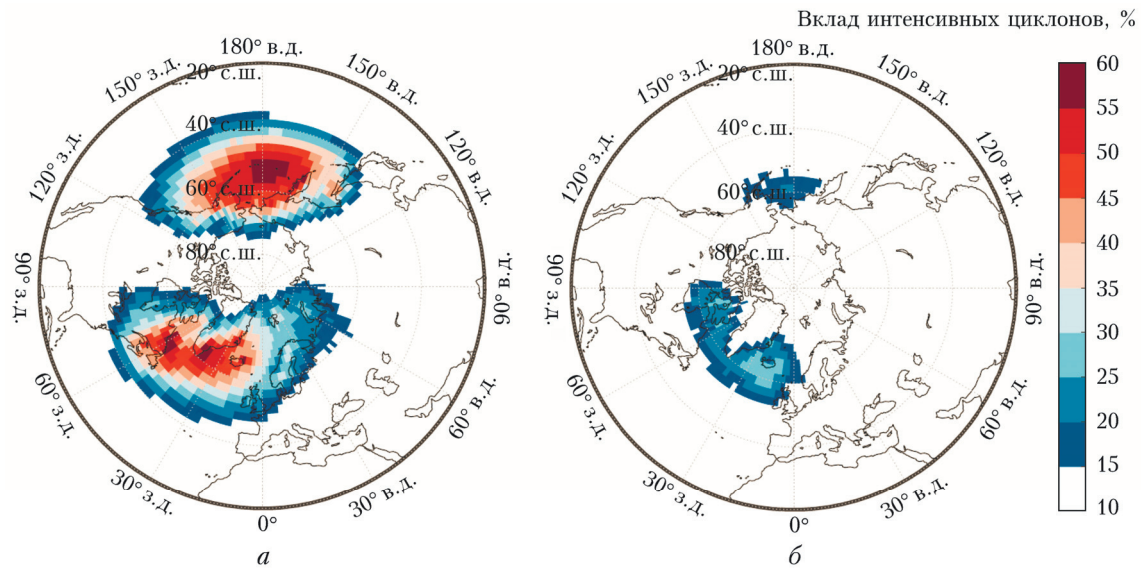 Вклад интенсивных циклонов, %
180° в.д.
150° з.д.
20° с.ш.
150° в.д.
120° з.д.
40° с.ш.
120° в.д.
60° с.ш.
80° с.ш.
90° з.д.
90° в.д.
60° з.д.
60° в.д.
30° з.д.
30° в.д.
0°
а
180° в.д.
150° з.д.
20° с.ш.
150° в.д.
120° з.д.
40° с.ш.
120° в.д.
60° с.ш.
80° с.ш.
90° з.д.
90° в.д.
60° з.д.
60° в.д.
30° з.д.
30° в.д.
0°
б
60
55
50
45
40
35
30
25
20
15
10